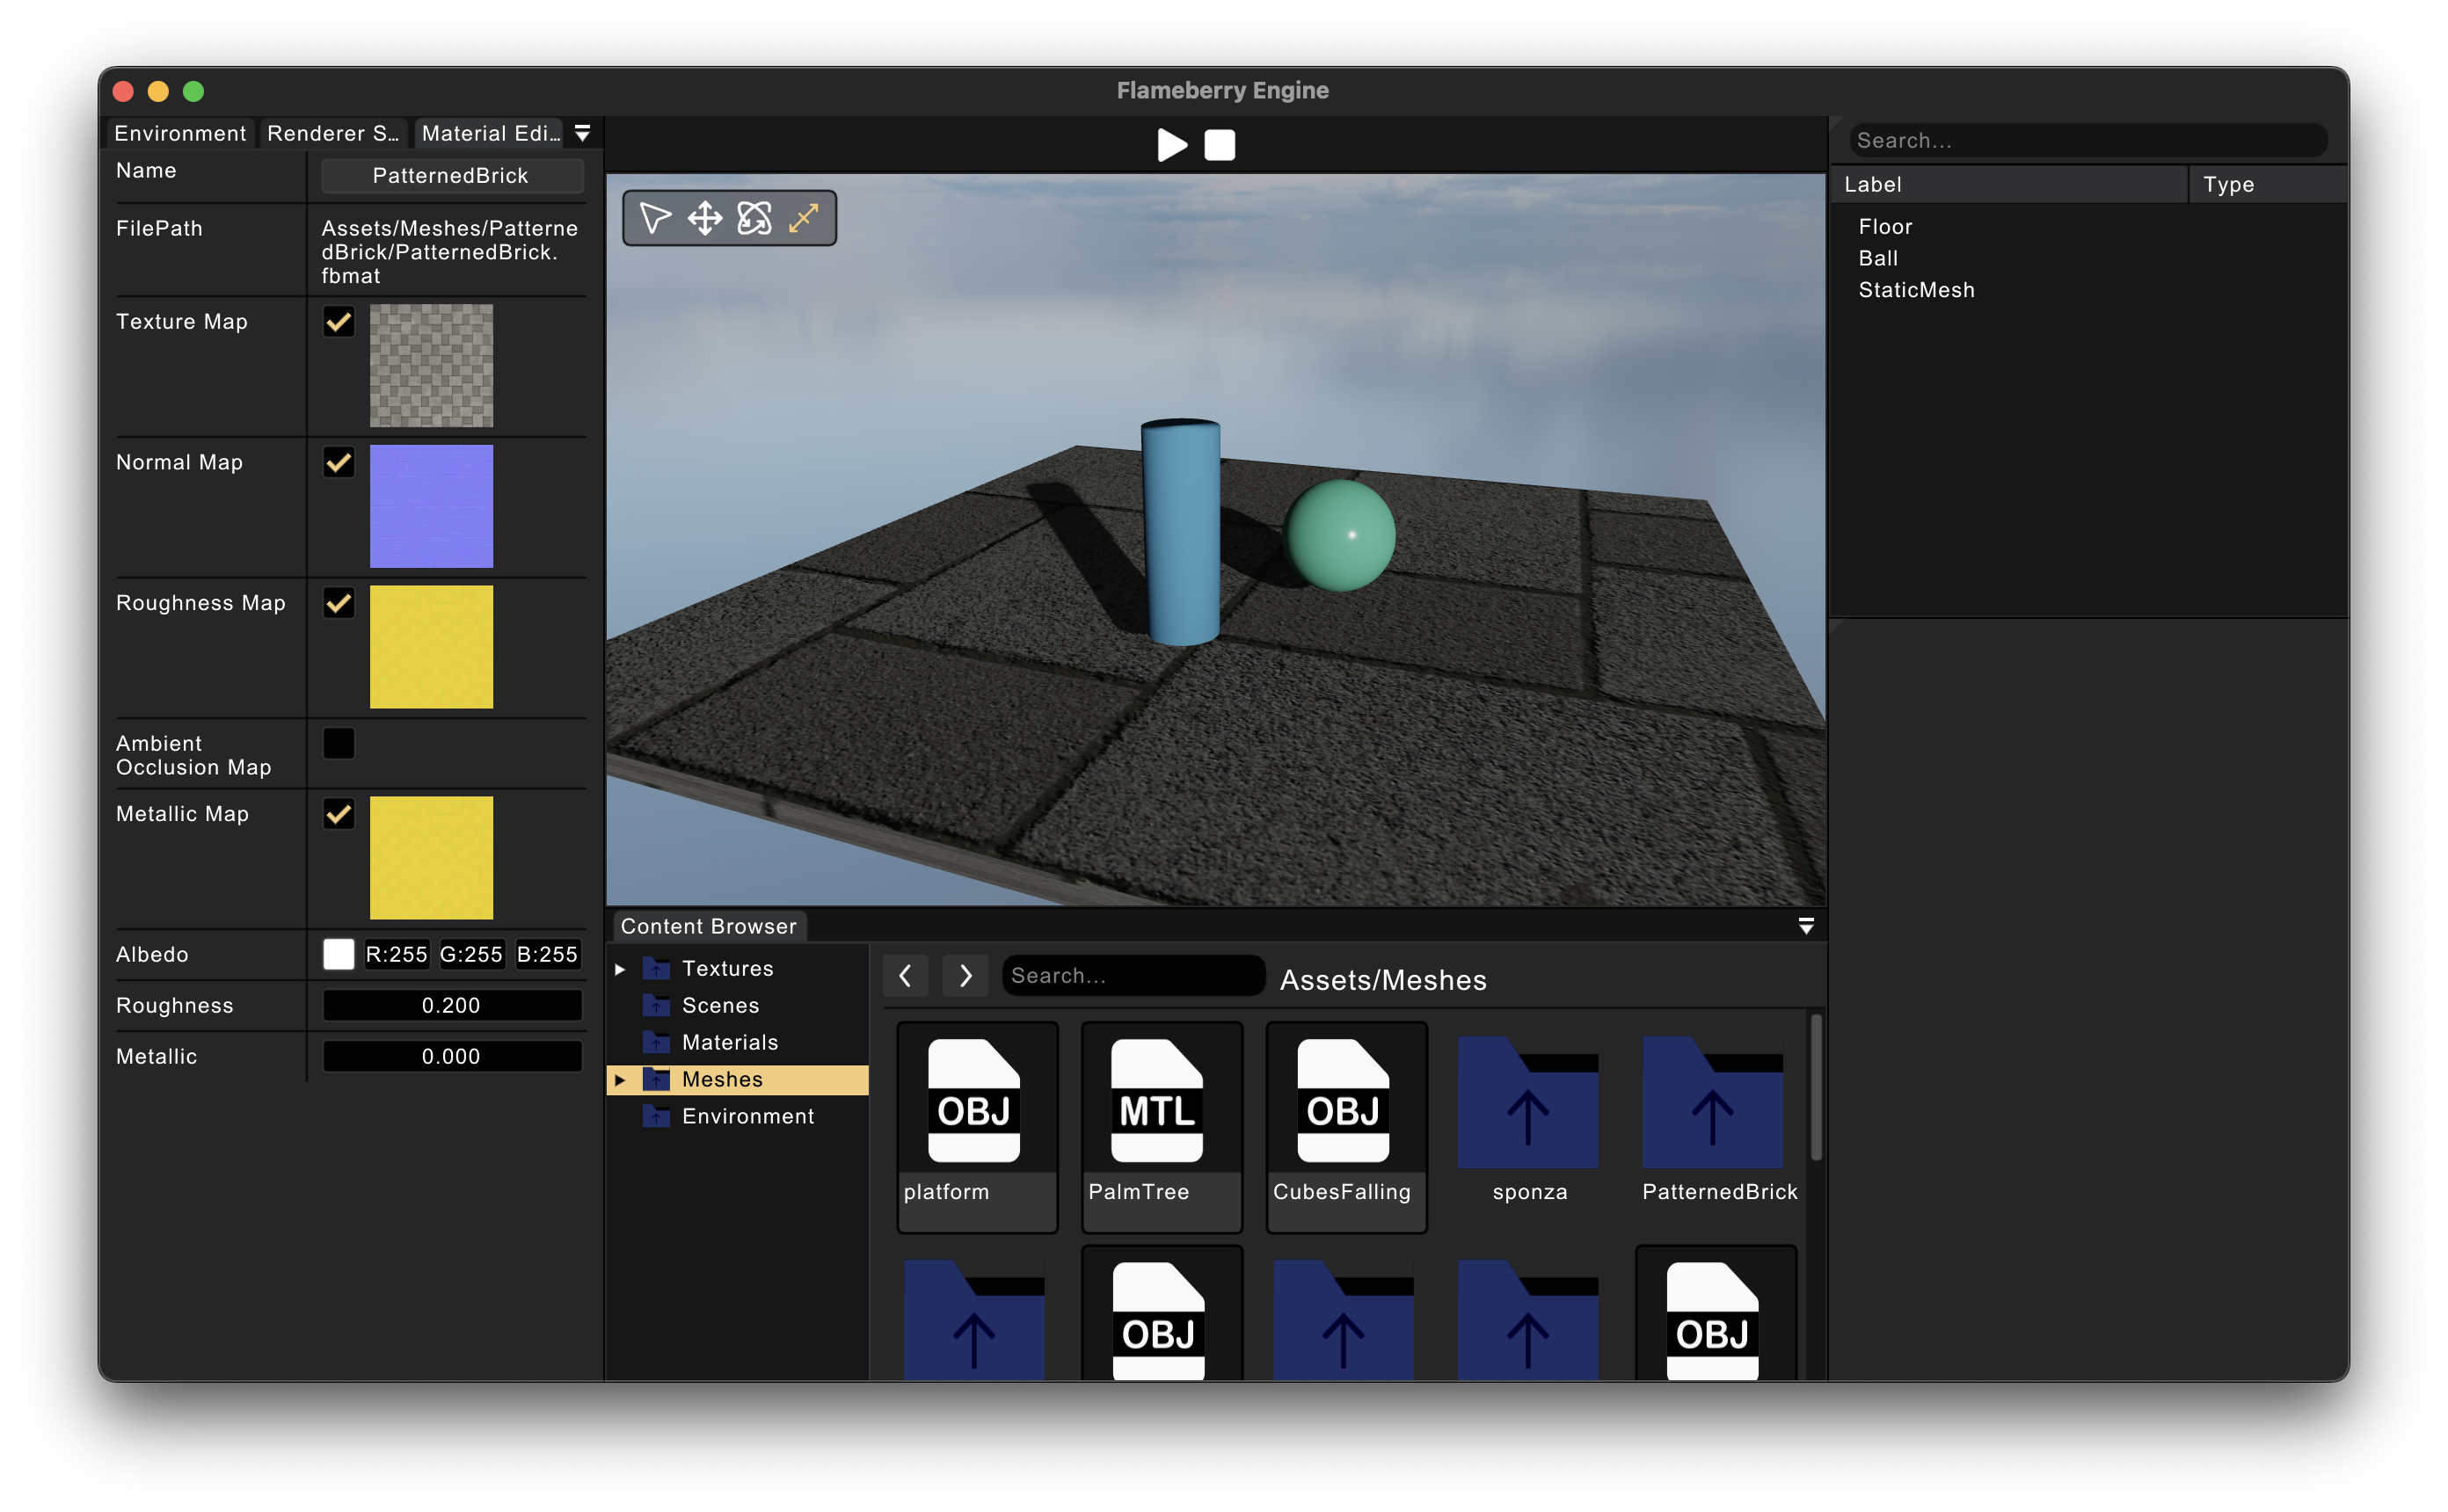 Flameberry Engine
Environment
Renderer S...
Material Edi...
Name
PatternedBrick
FilePath
Assets/Meshes/Patterne
dBrick/PatternedBrick.
fbmat
Texture Map
Normal Map
Roughness Map
Ambient
Occlusion Map
Metallic Map
Albedo
R:255
G:255
B:255
Roughness
0.200
Metallic
0.000
Content Browser
Textures
Scenes
Materials
Meshes
Environment
Search...
Assets/Meshes
OBJ
MTL
OBJ
platform
PalmTree
CubesFalling
sponza
PatternedBrick
OBJ
OBJ
Search...
Label
Type
Floor
Ball
StaticMesh